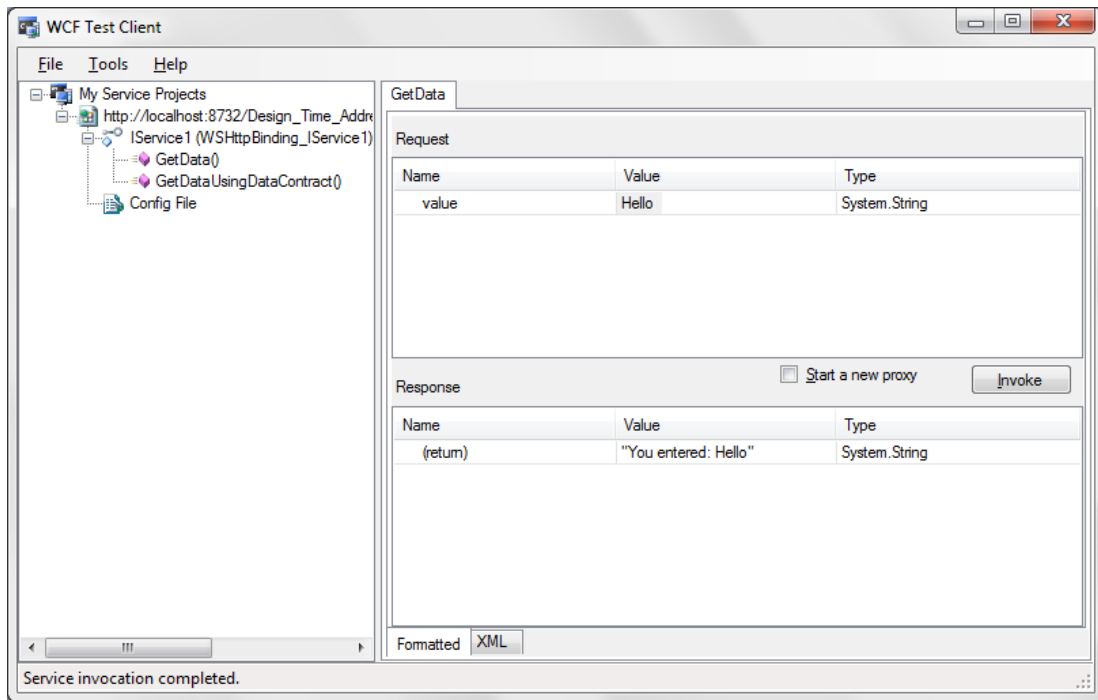 WCF Test Client
File Tools Help
My Service Projects
http://localhost:8732/Design_Time_Addre
IService1 (WSHttpBinding_IService1)
GetData()
GetDataUsingDataContract()
Config File
GetData
Request
Name Value Type
value Hello System.String
Response
Start a new proxy
Invoke
Name Value Type
(return) "You entered: Hello" System.String
Formatted XML
Service invocation completed.